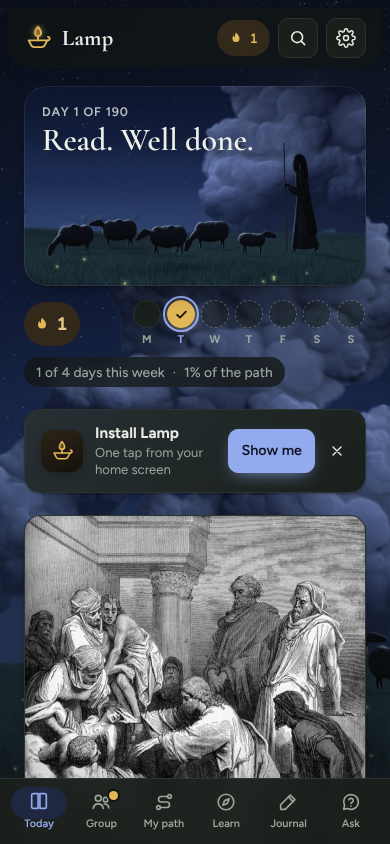 Lamp
1
DAY 1 OF 190
Read. Well done.
1
M T W T F S S
1 of 4 days this week · 1% of the path
Install Lamp
One tap from your
home screen
Show me
Today Group My path Learn Journal Ask